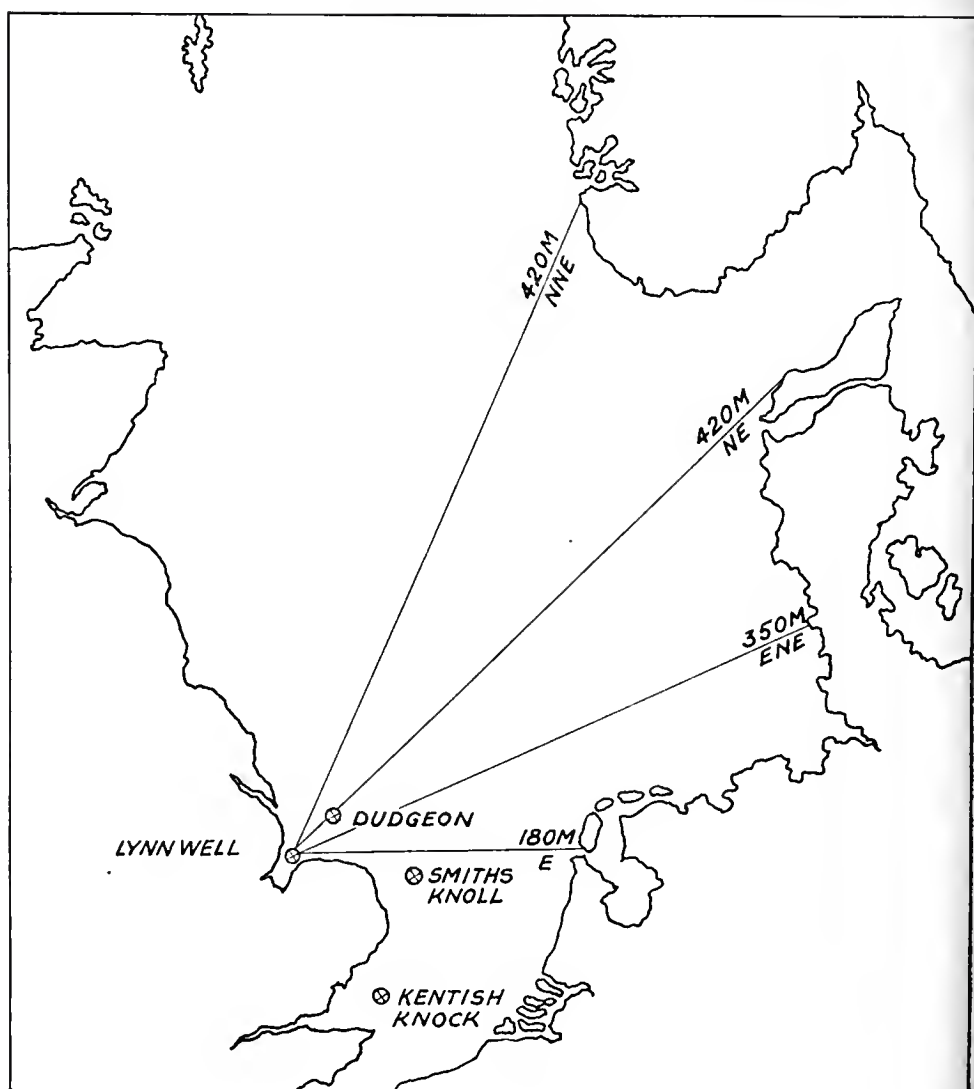 420M
NNE
420M
NE
350M
ENE
DUDGEON
LYNN WELL
180M
E
SMITHS
KNOLL
KENTISH
KNOCK